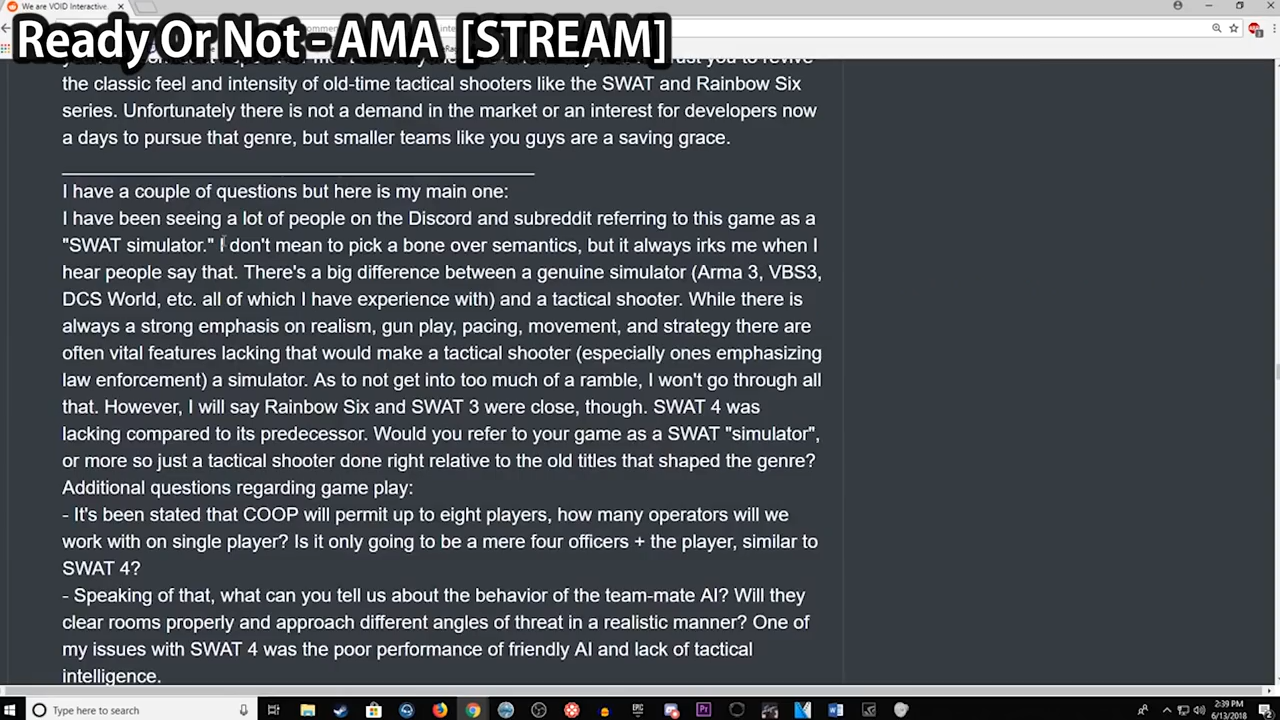 We are VOID Interactive,
Ready Or Not - AMA [STREAM]
the classic feel and intensity of old-time tactical shooters like the SWAT and Rainbow Six
series. Unfortunately there is not a demand in the market or an interest for developers now
a days to pursue that genre, but smaller teams like you guys are a saving grace.
I have a couple of questions but here is my main one:
I have been seeing a lot of people on the Discord and subreddit referring to this game as a
"SWAT simulator." I don't mean to pick a bone over semantics, but it always irks me when I
hear people say that. There's a big difference between a genuine simulator (Arma 3, VBS3,
DCS World, etc. all of which I have experience with) and a tactical shooter. While there is
always a strong emphasis on realism, gun play, pacing, movement, and strategy there are
often vital features lacking that would make a tactical shooter (especially ones emphasizing
law enforcement) a simulator. As to not get into too much of a ramble, I won't go through all
that. However, I will say Rainbow Six and SWAT 3 were close, though. SWAT 4 was
lacking compared to its predecessor. Would you refer to your game as a SWAT "simulator",
or more so just a tactical shooter done right relative to the old titles that shaped the genre?
Additional questions regarding game play:
- It's been stated that COOP will permit up to eight players, how many operators will we
work with on single player? Is it only going to be a mere four officers + the player, similar to
SWAT 4?
- Speaking of that, what can you tell us about the behavior of the team-mate AI? Will they
clear rooms properly and approach different angles of threat in a realistic manner? One of
my issues with SWAT 4 was the poor performance of friendly AI and lack of tactical
intelligence.
Type here to search
2:39 PM
6/13/2018